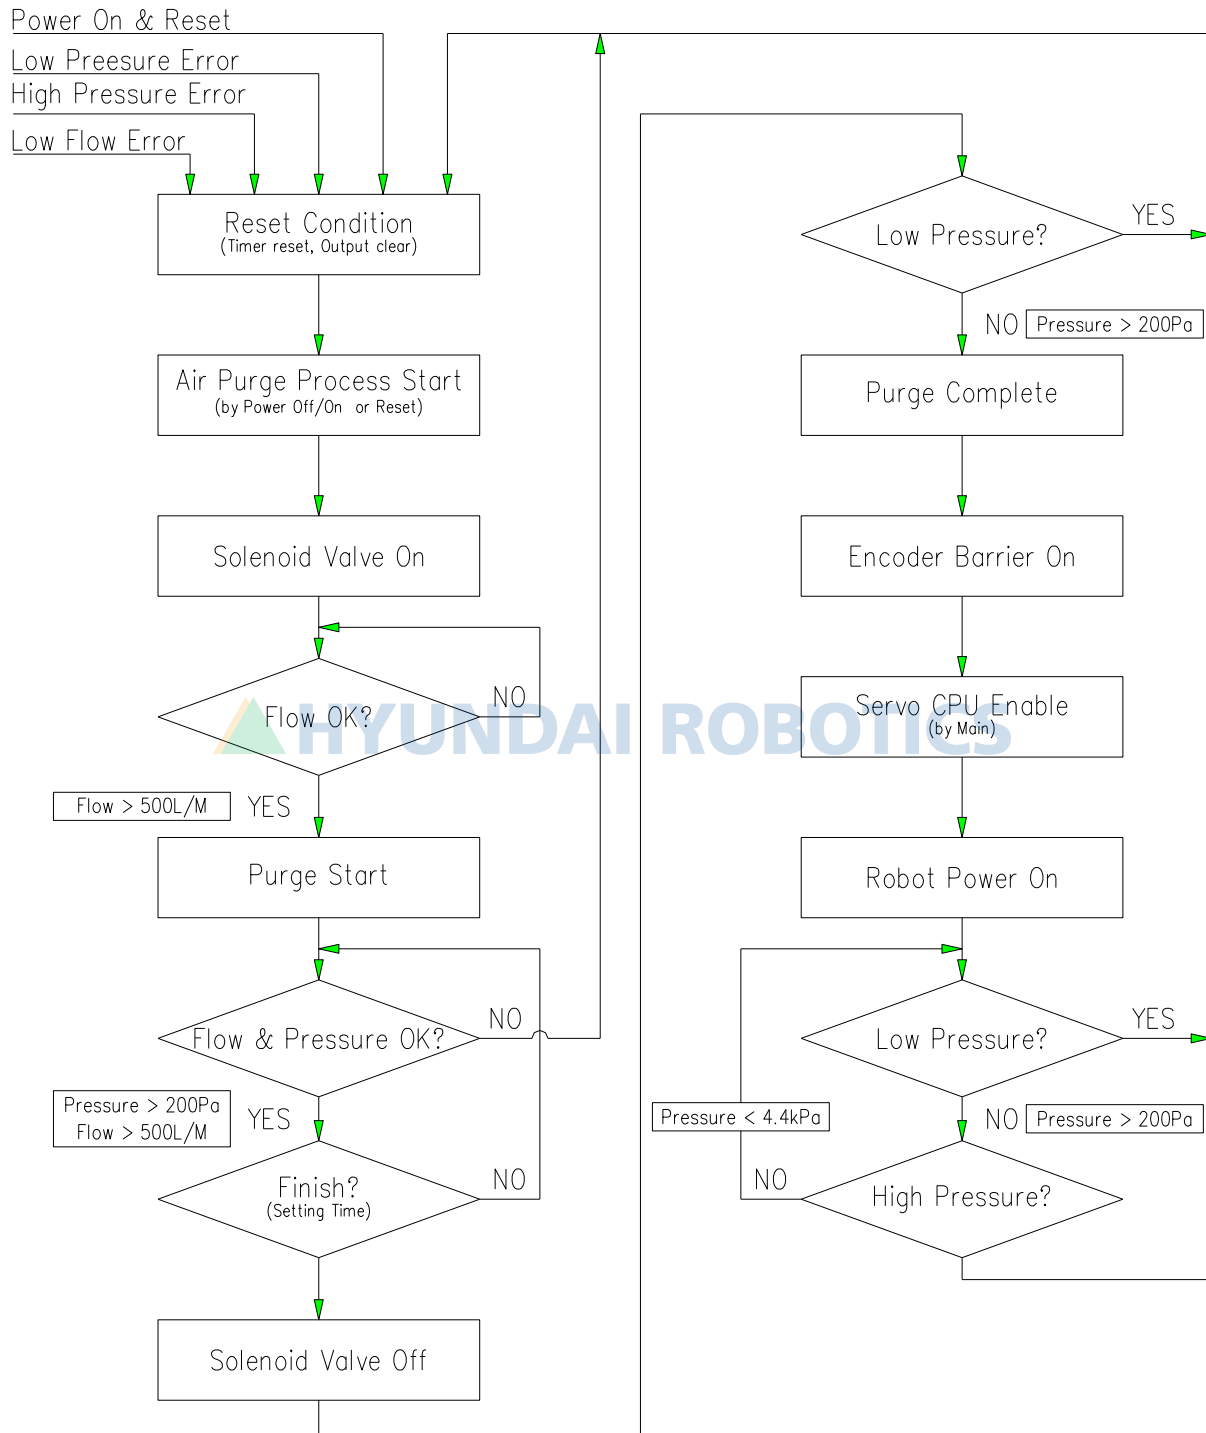 Power On & Reset
Low Preesure Error
High Pressure Error
Low Flow Error
Reset Condition
(Timer reset, Output clear)
Air Purge Process Start
(by Power Off/On or Reset)
Solenoid Valve On
Flow OK?
NO
Flow > 500L/M
YES
Purge Start
Flow & Pressure OK?
NO
Pressure > 200Pa
Flow > 500L/M
YES
Finish?
(Setting Time)
NO
Solenoid Valve Off
Low Pressure?
YES
NO
Pressure > 200Pa
Purge Complete
Encoder Barrier On
Servo CPU Enable
(by Main)
Robot Power On
Low Pressure?
YES
NO
Pressure > 200Pa
Pressure < 4.4kPa
NO
High Pressure?
HYUNDAI ROBOTICS